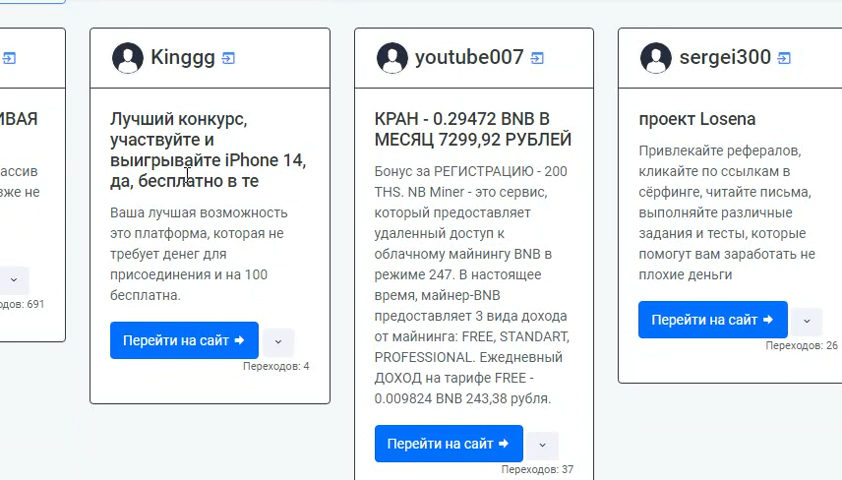 ИВАЯ
ассив
вже не
одов: 691
Kinggg
Лучший конкурс,
участвуйте и
выигрывайте iPhone 14,
да, бесплатно в те
Ваша лучшая возможность
это платформа, которая не
требует денег для
присоединения и на 100
бесплатна.
Перейти на сайт
Переходов: 4
youtube007
КРАН - 0.29472 BNB В
МЕСЯЦ 7299,92 РУБЛЕЙ
Бонус за РЕГИСТРАЦИЮ - 200
THS. NB Miner - это сервис,
который предоставляет
удаленный доступ к
облачному майнингу BNB в
режиме 247. В настоящее
время, майнер-BNB
предоставляет 3 вида дохода
от майнинга: FREE, STANDART,
PROFESSIONAL. Ежедневный
ДОХОД на тарифе FREE -
0.009824 BNB 243,38 рубля.
Перейти на сайт
Переходов: 37
sergei300
проект Losena
Привлекайте рефералов,
кликайте по ссылкам в
сёрфинге, читайте письма,
выполняйте различные
задания и тесты, которые
помогут вам заработать не
плохие деньги
Перейти на сайт
Переходов: 26